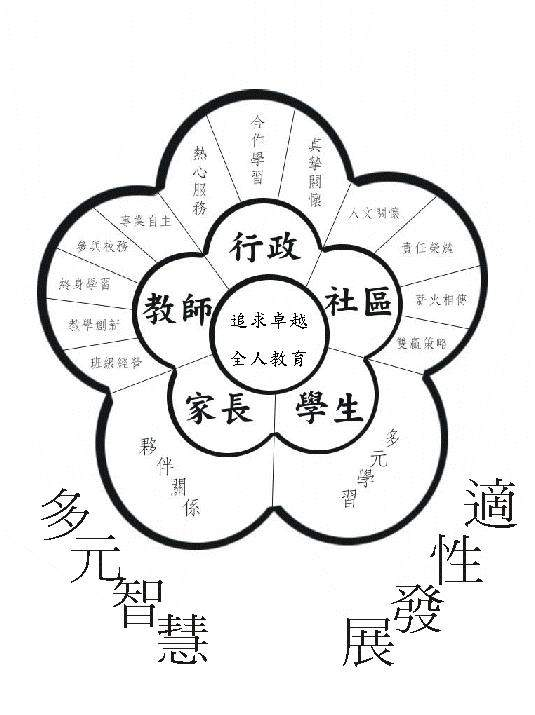 熱心服務
合作學習
真摯關懷
人文關懷
責任榮譽
薪火相傳
雙贏策略
專業自主
參與校務
終身學習
教學創新
班級經營
行政
教師
社區
追求卓越
全人教育
家長
學生
夥伴關係
多元學習
多元智慧
適性發展